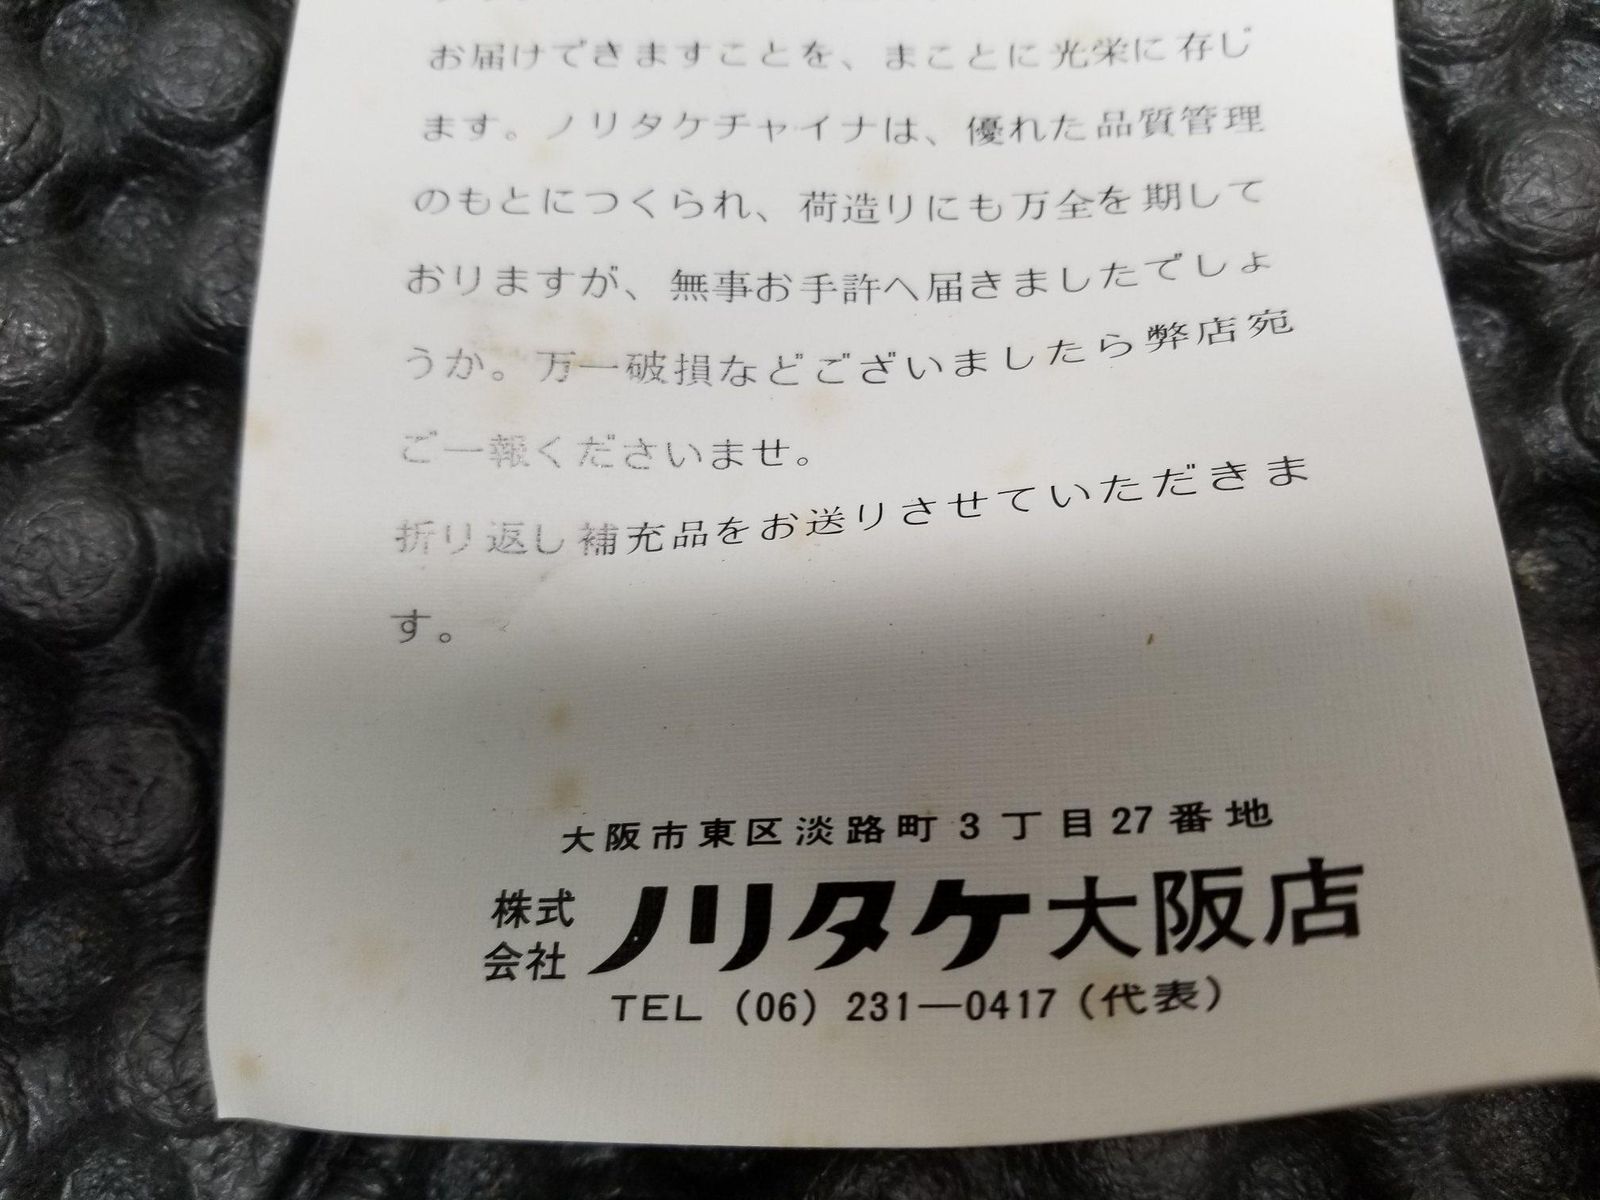 お届けできますことを、まことに光栄に存じ
ます。ノリタケチャイナは、優れた品質管理
のもとにつくられ、荷造りにも万全を期して
おりますが、無事お手許へ届きましたでしょ
うか。万一破損などございましたら弊店宛
ご一報くださいませ。
折り返し補充品をお送りさせていただきま
す。
大阪市東区淡路町3丁目27番地
株式会社 ノリタケ大阪店
TEL (06) 231―0417 (代表)